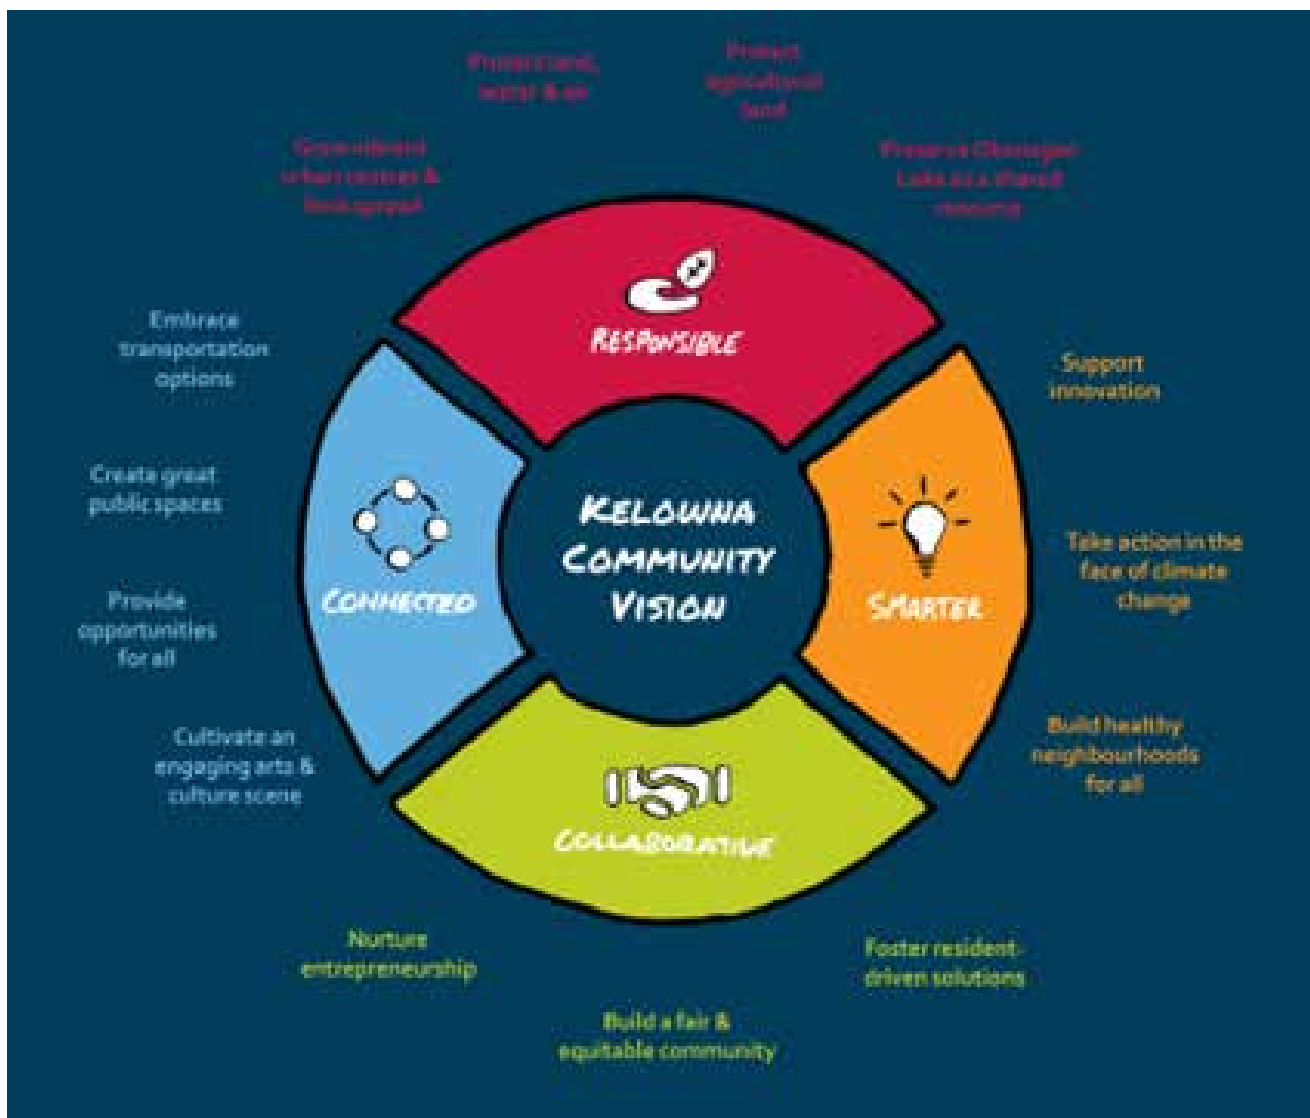 Protect land,
water & air
Protect
agricultural
land
Grow vibrant
urban centres &
Preserve Okanagan
Lake as a shared
resource
RESPONSIBLE
Embrace
transportation
options
Create great
public spaces
Provide
opportunities
for all
Cultivate an
engaging arts &
culture scene
CONNECTED
KELOWNA
COMMUNITY
VISION
SMARTER
Support
innovation
Take action in the
face of climate
change
Build healthy
neighbourhoods
for all
COLLABORATIVE
Nurture
entrepreneurship
Build a fair &
equitable community
Foster resident-
driven solutions